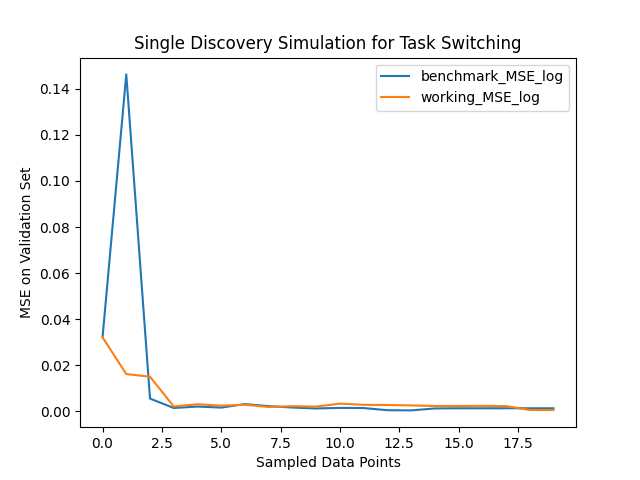 Single Discovery Simulation for Task Switching
benchmark_MSE_log
working_MSE_log
MSE on Validation Set
0.14
0.12
0.10
0.08
0.06
0.04
0.02
0.00
0.0 2.5 5.0 7.5 10.0 12.5 15.0 17.5
Sampled Data Points